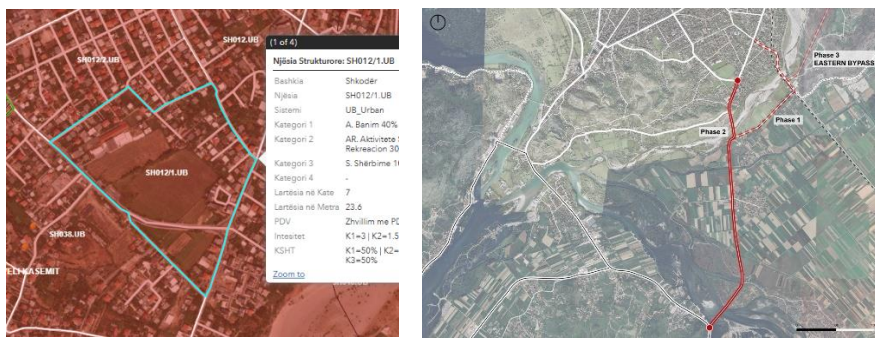 SH012.UB
SH012/2.UB
SH012/1.UB
SH038.UB
(1 of 4)
Njësia Strukturore: SH012/1.UB
Bashkia Shkodër
Njësia SH012/1.UB
Sistemi UB_Urban
Kategori 1 A. Banim 40%
Kategori 2 AR. Aktivitete
Rekreacion 30
Kategori 3 S. Shërbime
Kategori 4 -
Lartësia në Kate 7
Lartësia në Metra 23.6
PDV Zhvillim me
Intesitet K1=3 | K2=1.5
KSHT K1=50% | K2=
K3=50%
Zoom to
Phase 3
EASTERN BYPASS
Phase 1
Phase 2